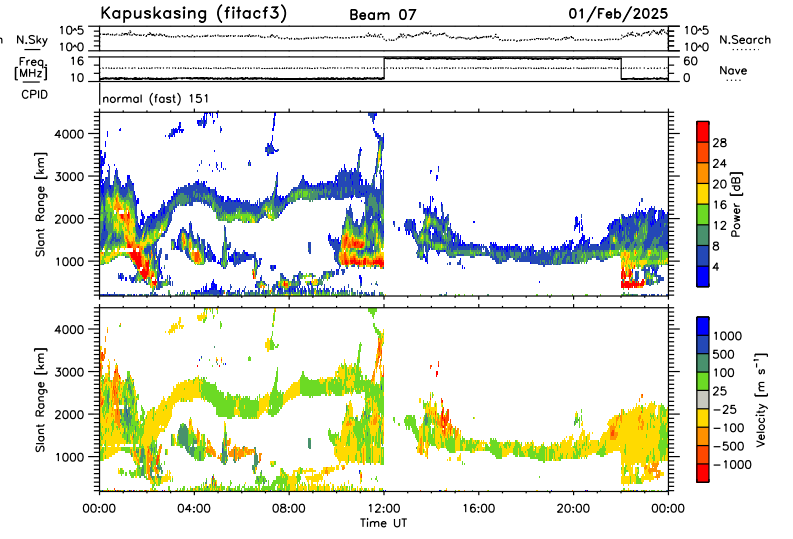 Kapuskasing (fitacf3) Beam 07 01/Feb/2025
N.Sky 10^5 10^5 N.Search
10^0 10^0
Freq. 16 60 Nave
[MHz] 10 0
CPID normal (fast) 151
Slant Range [km] 4000 3000 2000 1000
28 24 20 16 12 8 4 Power [dB]
Slant Range [km] 4000 3000 2000 1000
1000 500 100 25 -25 -100 -500 -1000 Velocity [m s⁻¹]
00:00 04:00 08:00 12:00 16:00 20:00 00:00
Time UT